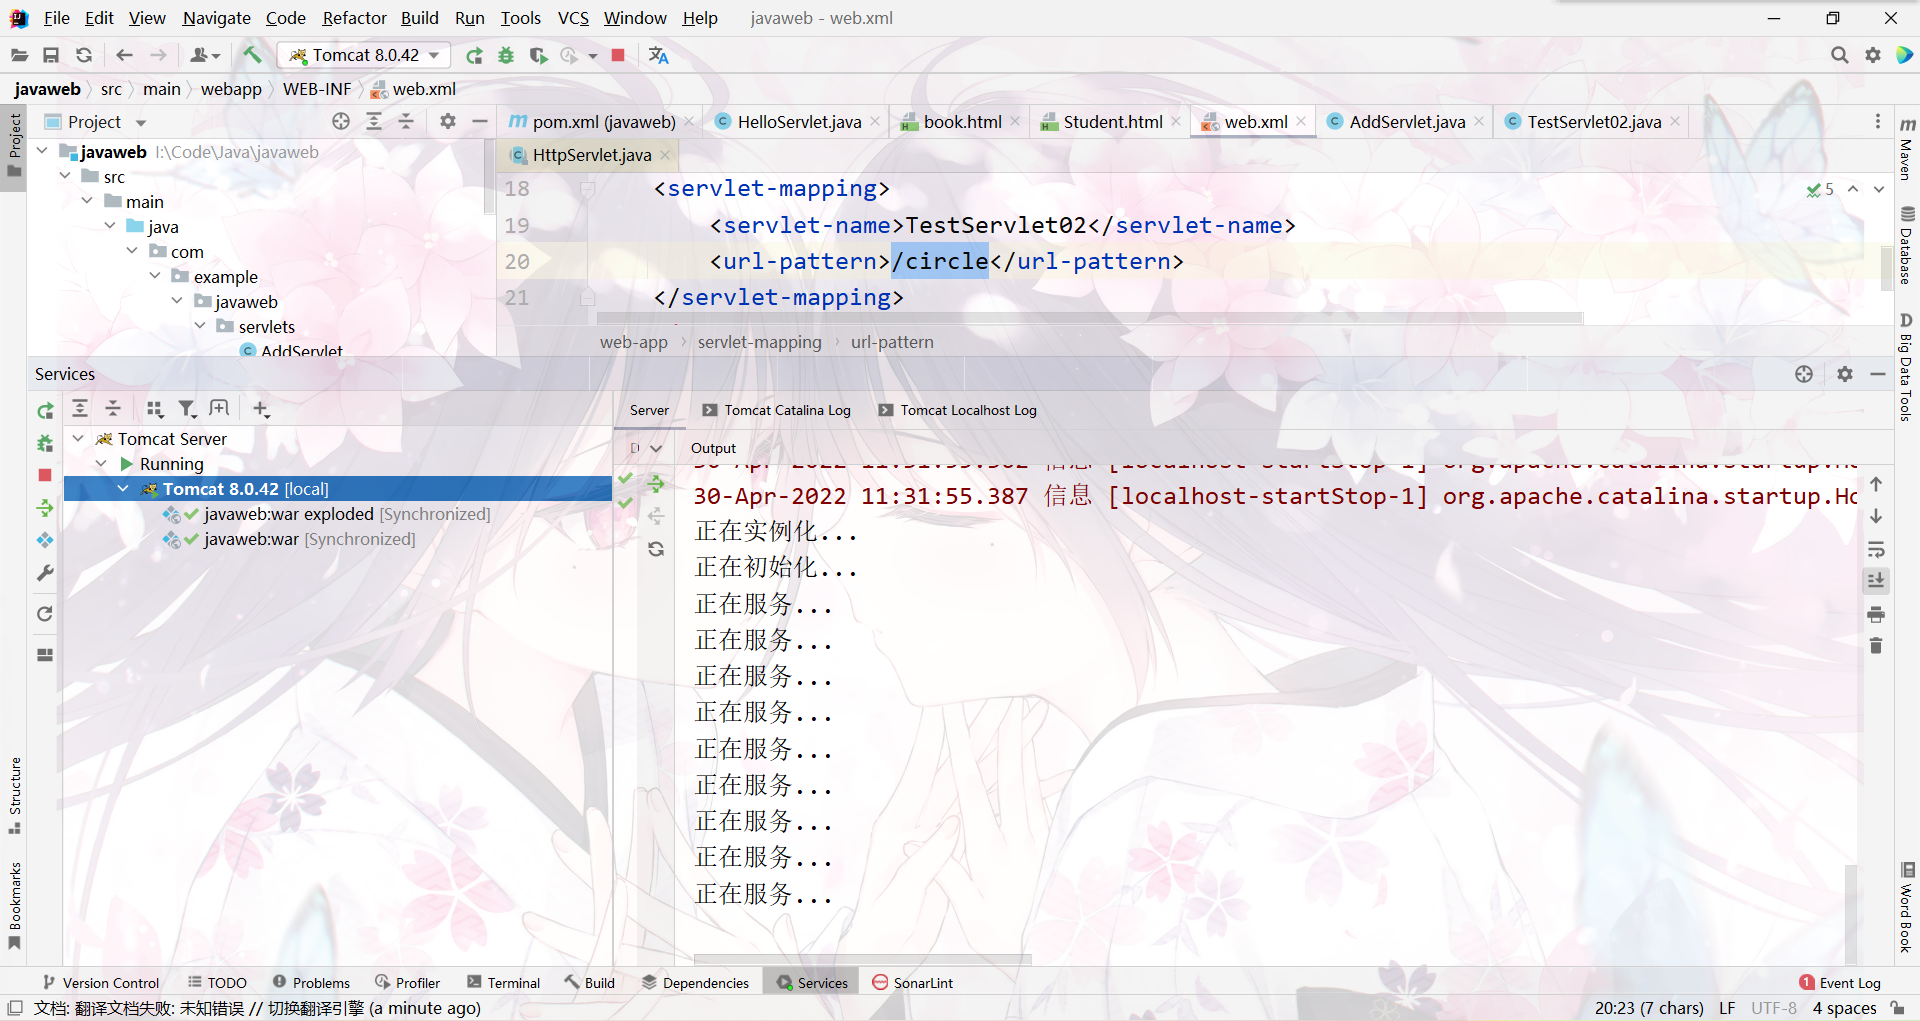 File Edit View Navigate Code Refactor Build Run Tools VCS Window Help javaweb - web.xml
Tomcat 8.0.42
javaweb src main webapp WEB-INF web.xml
Project
pom.xml (javaweb) HelloServlet.java book.html Student.html web.xml AddServlet.java TestServlet02.java
HttpServlet.java
javaweb I:\Code\Java\javaweb
src
main
java
com
example
javaweb
servlets
AddServlet
18 <servlet-mapping>
19 <servlet-name>TestServlet02</servlet-name>
20 <url-pattern>/circle</url-pattern>
21 </servlet-mapping>
5
web-app servlet-mapping url-pattern
Services
Server Tomcat Catalina Log Tomcat Localhost Log
Output
Tomcat Server
Running
Tomcat 8.0.42 [local]
javaweb:war exploded [Synchronized]
javaweb:war [Synchronized]
30-Apr-2022 11:31:55.387 信息 [localhost-startStop-1] org.apache.catalina.startup.Ho
正在实例化...
正在初始化...
正在服务...
正在服务...
正在服务...
正在服务...
正在服务...
正在服务...
正在服务...
正在服务...
正在服务...
Project
Structure
Bookmarks
Maven
Database
Big Data Tools
Word Book
Version Control TODO Problems Profiler Terminal Build Dependencies Services SonarLint 1 Event Log
文档: 翻译文档失败: 未知错误 // 切换翻译引擎 (a minute ago) 20:23 (7 chars) LF UTF-8 4 spaces